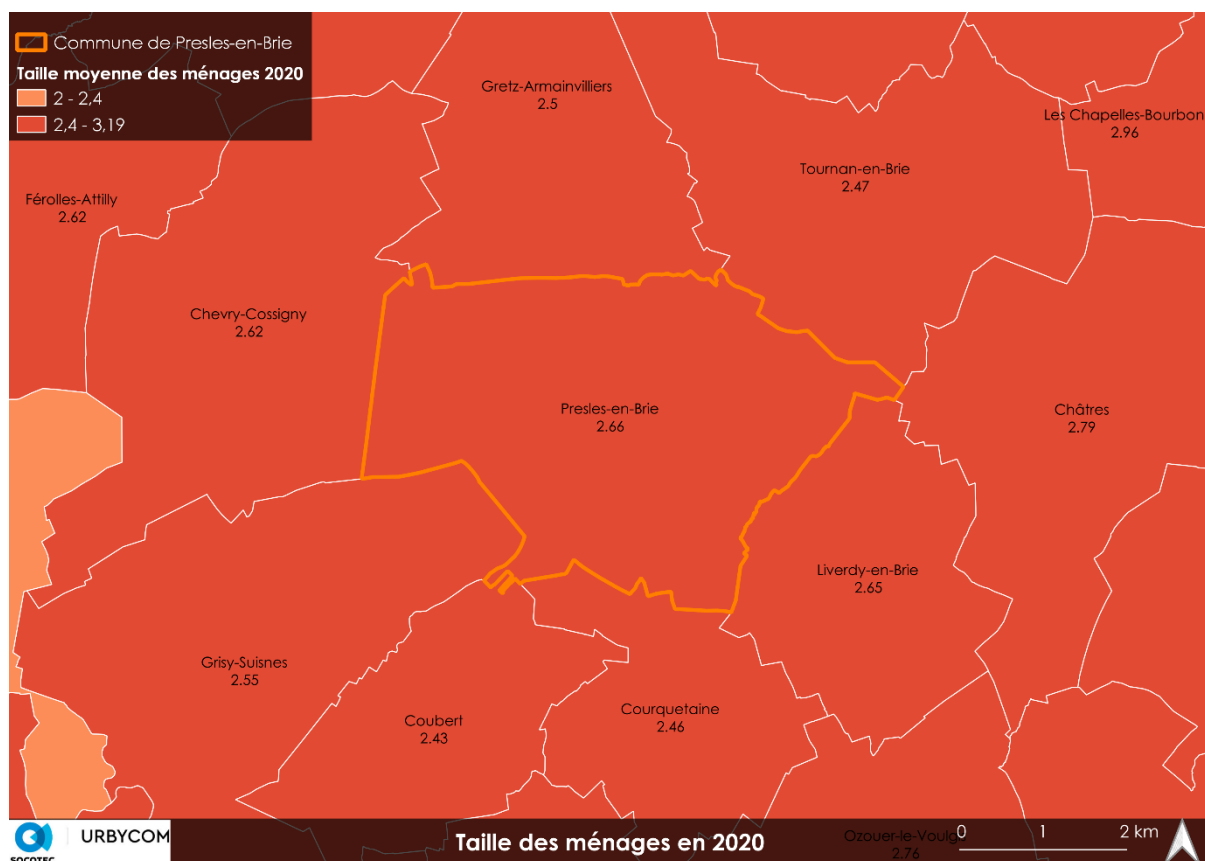 Commune de Presles-en-Brie
Taille moyenne des ménages 2020
2 - 2,4
2,4 - 3,19
Gretz-Armainvilliers
2.5
Les Chapelles-Bourbon
2.96
Tournan-en-Brie
2.47
Férolles-Attilly
2.62
Chevry-Cossigny
2.62
Presles-en-Brie
2.66
Châtres
2.79
Liverdy-en-Brie
2.65
Grisy-Suisnes
2.55
Coubert
2.43
Courquetaine
2.46
SOCOTEC
URBYCOM
Taille des ménages en 2020
Ozouer-le-Voulgis
2.76
0 1 2 km